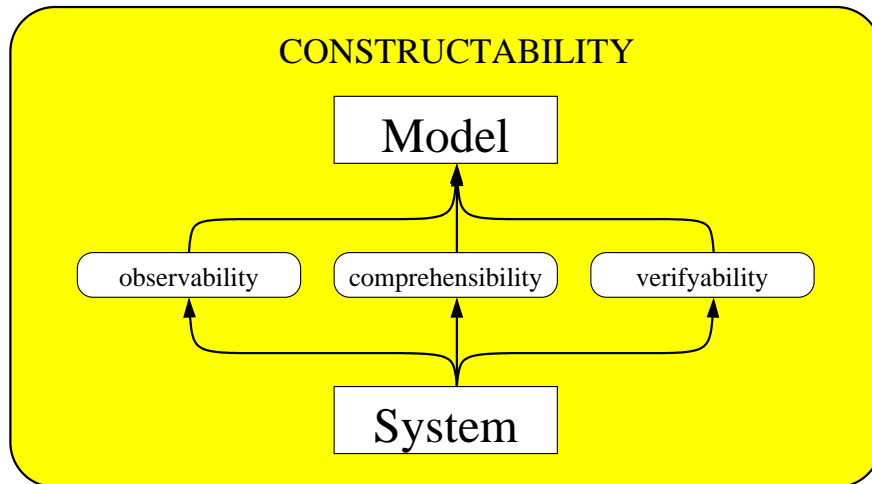 CONSTRUCTABILITY
Model
observability
comprehensibility
verifyability
System